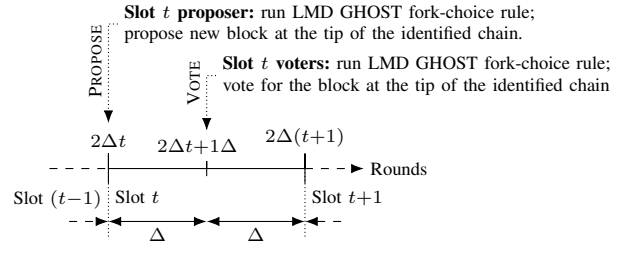 Slot t proposer: run LMD GHOST fork-choice rule;
propose new block at the tip of the identified chain.
PROPOSE
Slot t voters: run LMD GHOST fork-choice rule;
vote for the block at the tip of the identified chain
VOTE
2Δt 2Δt+1Δ 2Δ(t+1)
Rounds
Slot (t−1) Slot t Slot t+1
Δ Δ